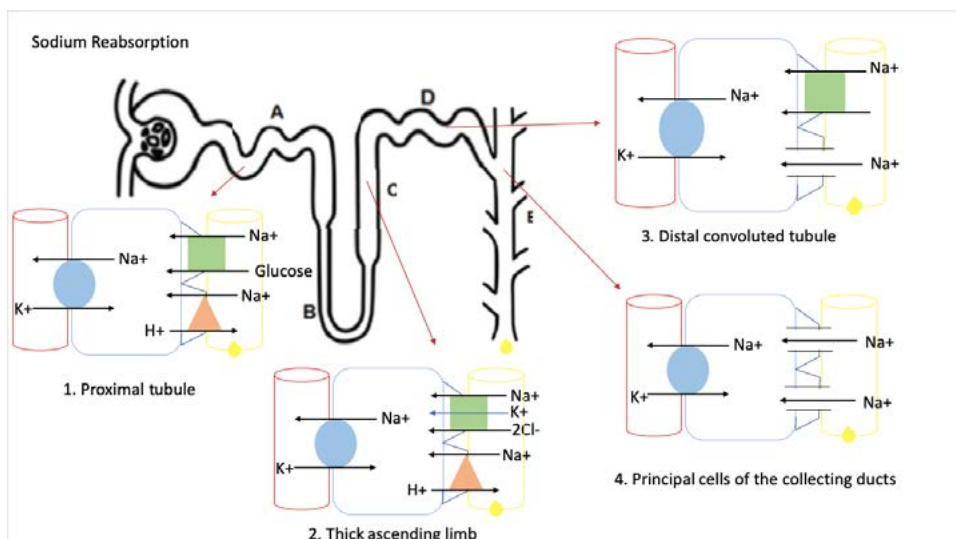 Sodium Reabsorption
A
B
C
D
E
Na+
K+
Na+
Glucose
Na+
H+
1. Proximal tubule
Na+
K+
Na+
K+
2Cl-
Na+
H+
2. Thick ascending limb
Na+
K+
Na+
Na+
3. Distal convoluted tubule
Na+
K+
Na+
Na+
4. Principal cells of the collecting ducts